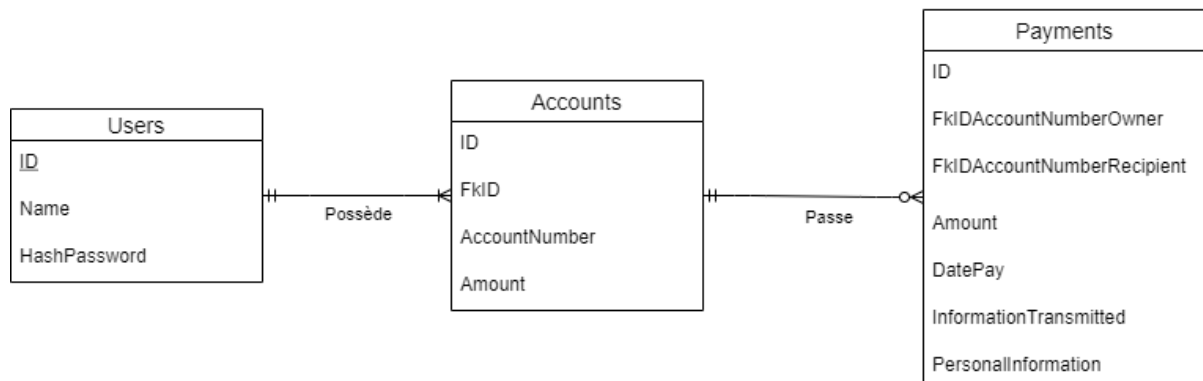 Users
ID
Name
HashPassword
Possède
Accounts
ID
FkID
AccountNumber
Amount
Passe
Payments
ID
FkIDAccountNumberOwner
FkIDAccountNumberRecipient
Amount
DatePay
InformationTransmitted
PersonalInformation